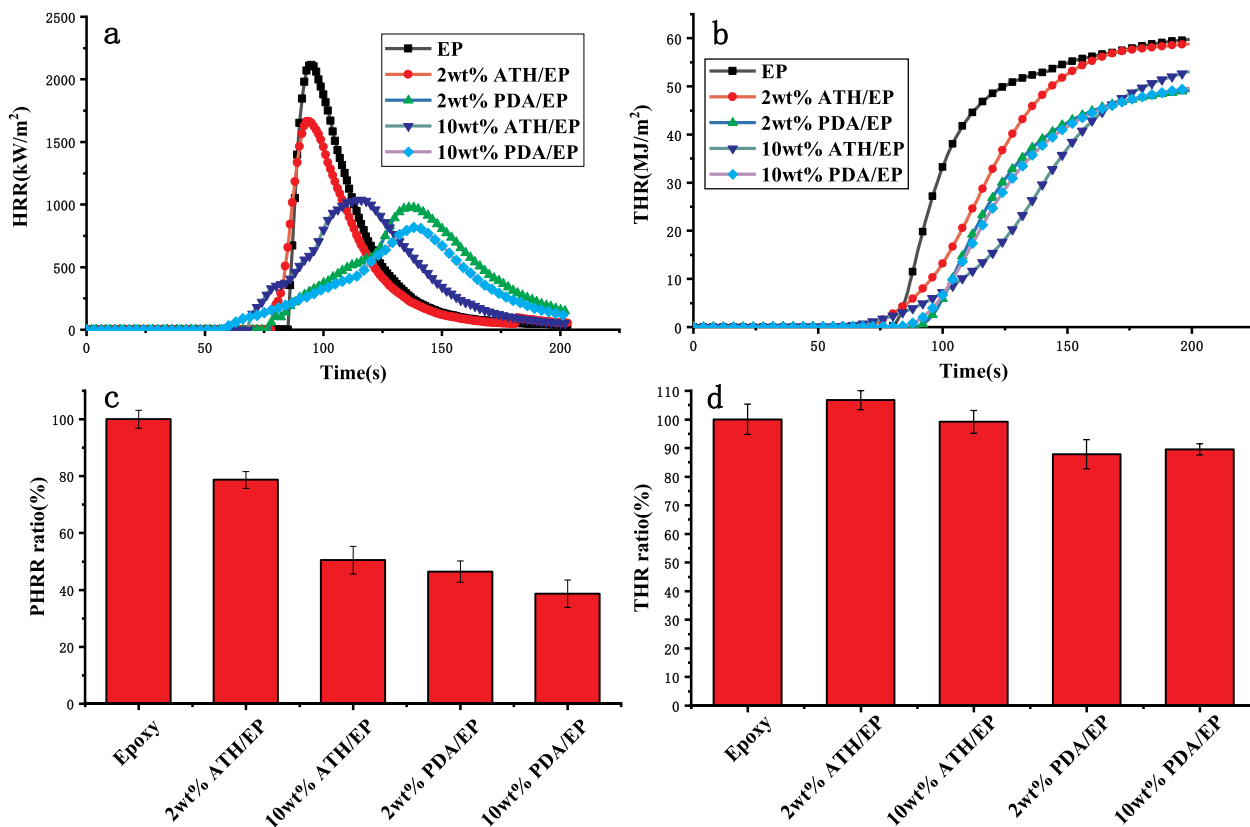 a
HRR(kW/m²)
2500
2000
1500
1000
500
0
EP
2wt% ATH/EP
2wt% PDA/EP
10wt% ATH/EP
10wt% PDA/EP
0
50
100
150
200
Time(s)
b
THR(MJ/m²)
60
50
40
30
20
10
0
EP
2wt% ATH/EP
2wt% PDA/EP
10wt% ATH/EP
10wt% PDA/EP
0
50
100
150
200
Time(s)
c
PHRR ratio(%)
100
80
60
40
20
0
Epoxy
2wt% ATH/EP
10wt% ATH/EP
2wt% PDA/EP
10wt% PDA/EP
d
THR ratio(%)
110
100
90
80
70
60
50
40
30
20
10
0
Epoxy
2wt% ATH/EP
10wt% ATH/EP
2wt% PDA/EP
10wt% PDA/EP